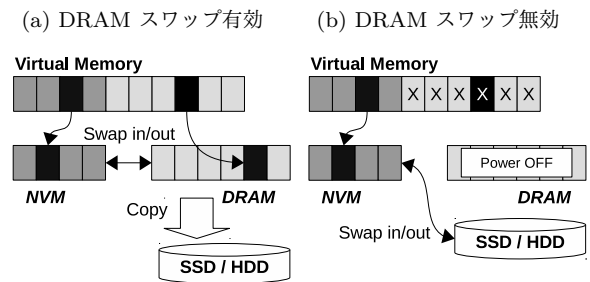 (a) DRAM スワップ有効
(b) DRAM スワップ無効
Virtual Memory
Swap in/out
NVM
DRAM
Copy
SSD / HDD
Virtual Memory
X X X X X X
Power OFF
NVM
DRAM
Swap in/out
SSD / HDD